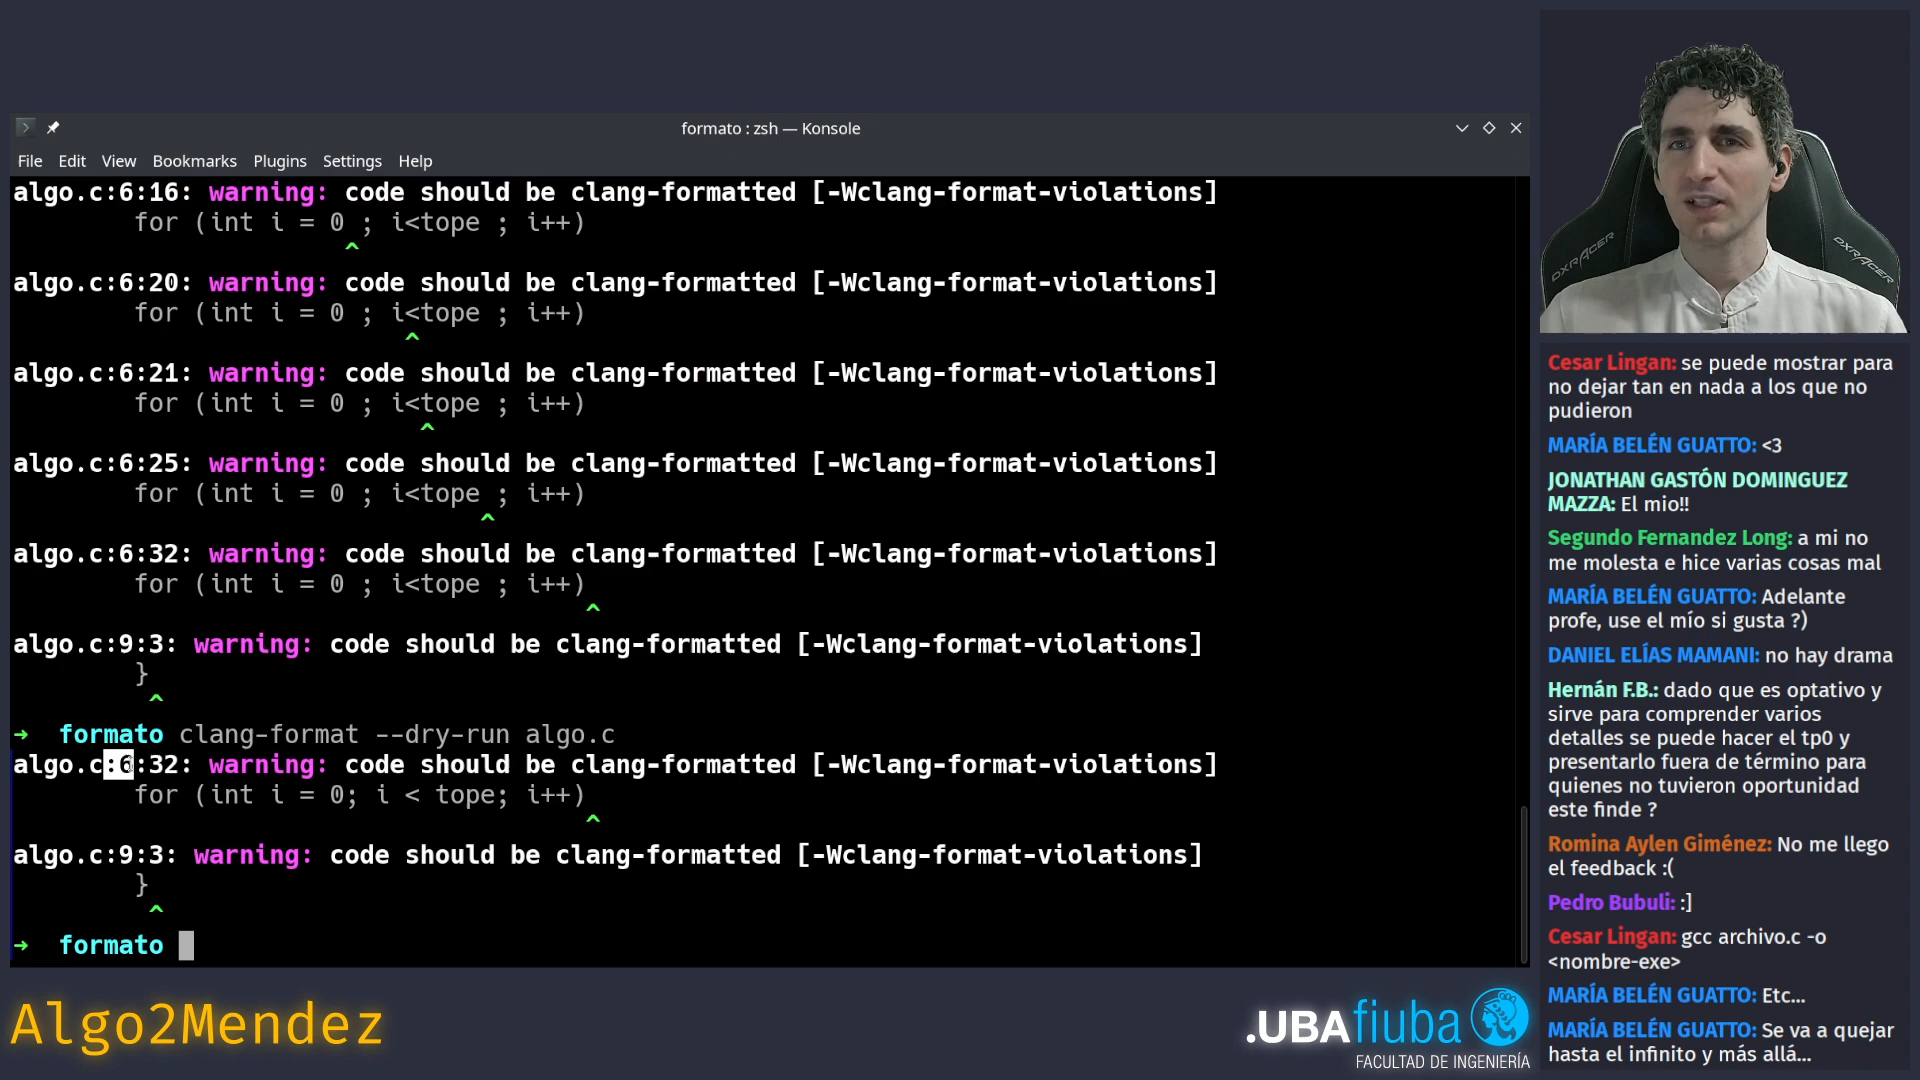 formato : zsh — Konsole
File Edit View Bookmarks Plugins Settings Help
algo.c:6:16: warning: code should be clang-formatted [-Wclang-format-violations]
for (int i = 0 ; i<tope ; i++)
^
algo.c:6:20: warning: code should be clang-formatted [-Wclang-format-violations]
for (int i = 0 ; i<tope ; i++)
^
algo.c:6:21: warning: code should be clang-formatted [-Wclang-format-violations]
for (int i = 0 ; i<tope ; i++)
^
algo.c:6:25: warning: code should be clang-formatted [-Wclang-format-violations]
for (int i = 0 ; i<tope ; i++)
^
algo.c:6:32: warning: code should be clang-formatted [-Wclang-format-violations]
for (int i = 0 ; i<tope ; i++)
^
algo.c:9:3: warning: code should be clang-formatted [-Wclang-format-violations]
}
^
→ formato clang-format --dry-run algo.c
algo.c:6:32: warning: code should be clang-formatted [-Wclang-format-violations]
for (int i = 0; i < tope; i++)
^
algo.c:9:3: warning: code should be clang-formatted [-Wclang-format-violations]
}
^
→ formato
Algo2Mendez
.UBAfiuba
FACULTAD DE INGENIERÍA
DXRACER
DXRACER
Cesar Lingan: se puede mostrar para
no dejar tan en nada a los que no
pudieron
MARÍA BELÉN GUATTO: <3
JONATHAN GASTÓN DOMINGUEZ
MAZZA: El mio!!
Segundo Fernandez Long: a mi no
me molesta e hice varias cosas mal
MARÍA BELÉN GUATTO: Adelante
profe, use el mío si gusta ?)
DANIEL ELÍAS MAMANI: no hay drama
Hernán F.B.: dado que es optativo y
sirve para comprender varios
detalles se puede hacer el tp0 y
presentarlo fuera de término para
quienes no tuvieron oportunidad
este finde ?
Romina Aylen Giménez: No me llego
el feedback :(
Pedro Bubuli: :]
Cesar Lingan: gcc archivo.c -o
<nombre-exe>
MARÍA BELÉN GUATTO: Etc...
MARÍA BELÉN GUATTO: Se va a quejar
hasta el infinito y más allá...